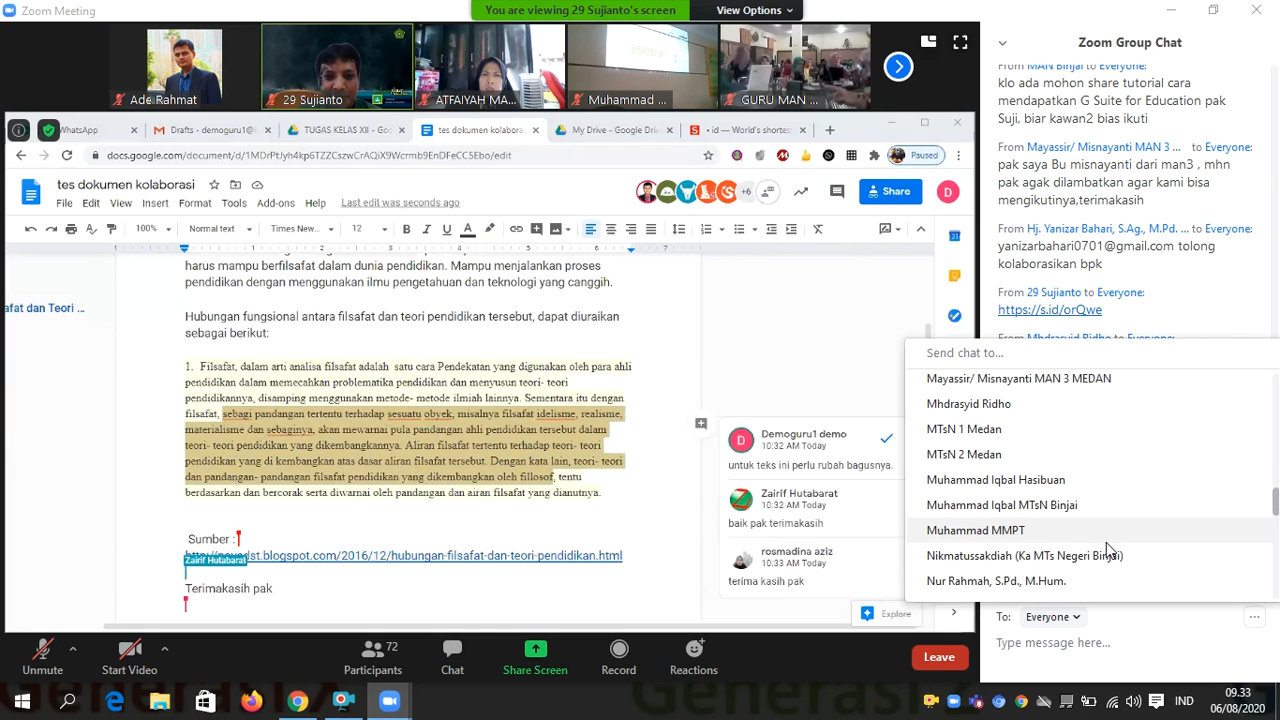 Zoom Meeting
You are viewing 29 Sujianto's screen
View Options
Ade Rahmat
29 Sujianto
ATFAIYAH MA...
Muhammad ...
GURU MAN ...
WhatsApp
Drafts - demoguru1@
TUGAS KELAS XII - Goo
tes dokumen kolabora
My Drive - Google Driv
• id — World's shortes
docs.google.com/document/d/
Paused
tes dokumen kolaborasi
File Edit View Insert Format Tools Add-ons Help
Last edit was seconds ago
+6
Share
D
100%
Normal text
Times New...
12
B I U A
harus mampu berfilsafat dalam dunia pendidikan. Mampu menjalankan proses
pendidikan dengan menggunakan ilmu pengetahuan dan teknologi yang canggih.
afat dan Teori ...
Hubungan fungsional antara filsafat dan teori pendidikan tersebut, dapat diuraikan
sebagai berikut:
1. Filsafat, dalam arti analisa filsafat adalah satu cara Pendekatan yang digunakan oleh para ahli
pendidikan dalam memecahkan problematika pendidikan dan menyusun teori- teori
pendidikannya, disamping menggunakan metode- metode ilmiah lainnya. Sementara itu dengan
filsafat, sebagi pandangan tertentu terhadap sesuatu obyek, misalnya filsafat idelisme, realisme,
materialisme dan sebaginya, akan mewarnai pula pandangan ahli pendidikan tersebut dalam
teori- teori pendidikan yang dikembangkannya. Aliran filsafat tertentu terhadap teori- teori
pendidikan yang di kembangkan atas dasar aliran filsafat tersebut. Dengan kata lain, teori- teori
dan pandangan- pandangan filsafat pendidikan yang dikembangkan oleh fillosof, tentu
berdasarkan dan bercorak serta diwarnai oleh pandangan dan airan filsafat yang dianutnya.
Sumber :
Zairif Hutabarat
Terimakasih pak
D
Demoguru1 demo
10:32 AM Today
untuk teks ini perlu rubah bagusnya.
Zairif Hutabarat
10:32 AM Today
baik pak terimakasih
rosmadina aziz
10:33 AM Today
terima kasih pak
Explore
Zoom Group Chat
From MAN Binjai to Everyone:
klo ada mohon share tutorial cara
mendapatkan G Suite for Education pak
Suji, biar kawan2 bias ikuti
From Mayassir/ Misnayanti MAN 3 ... to Everyone:
pak saya Bu misnayanti dari man3 , mhn
pak agak dilambatkan agar kami bisa
mengikutinya,terimakasih
From Hj. Yanizar Bahari, S.Ag., M.Pd. ... to Everyone:
yanizarbahari0701@gmail.com tolong
kolaborasikan bpk
From 29 Sujianto to Everyone:
https://s.id/orQwe
From Mhdrasyid Ridho to Everyone:
Send chat to...
Mayassir/ Misnayanti MAN 3 MEDAN
Mhdrasyid Ridho
MTsN 1 Medan
MTsN 2 Medan
Muhammad Iqbal Hasibuan
Muhammad Iqbal MTsN Binjai
Muhammad MMPT
Nikmatussakdiah (Ka MTs Negeri Binjai)
Nur Rahmah, S.Pd., M.Hum.
To: Everyone
Type message here...
Unmute
Start Video
72
Participants
Chat
Share Screen
Record
Reactions
Leave
IND
09.33
06/08/2020